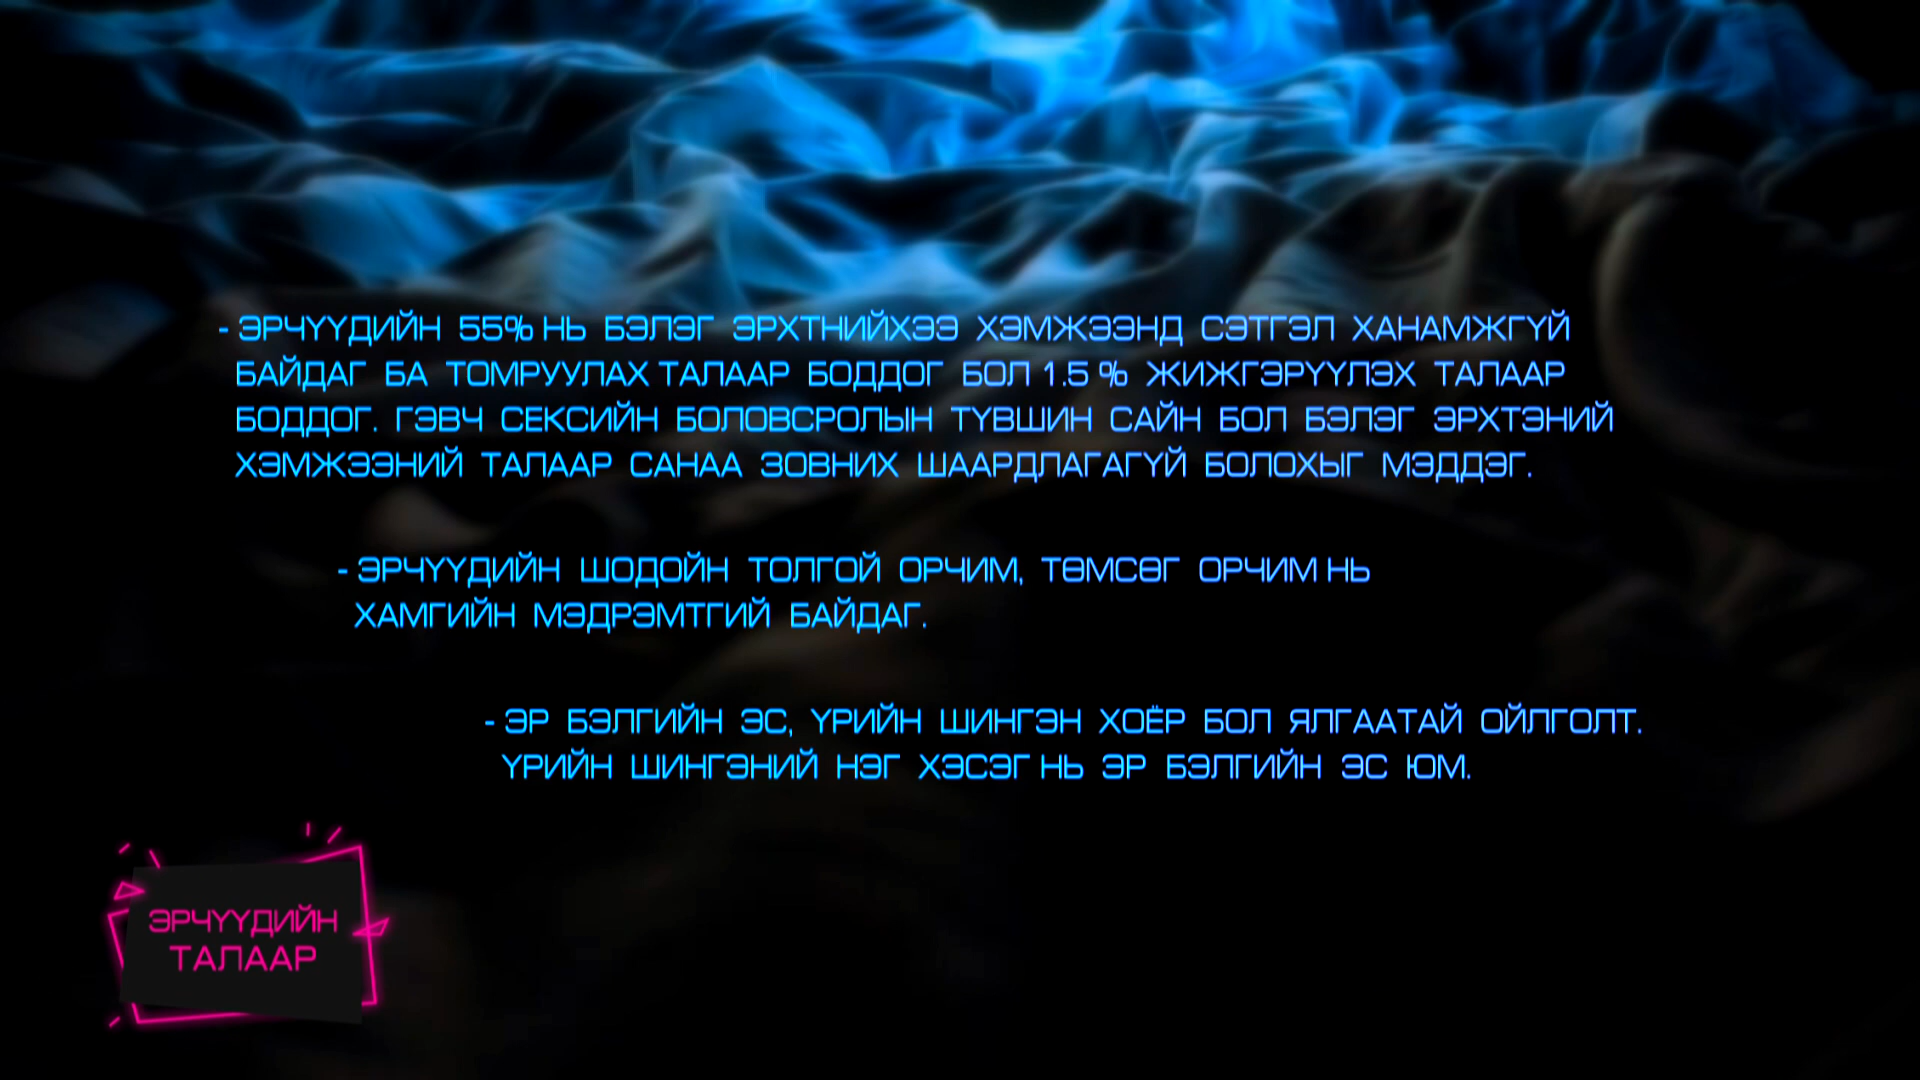 - ЭРЧҮҮДИЙН 55% НЬ БЭЛЭГ ЭРХТНИЙХЭЭ ХЭМЖЭЭНД СЭТГЭЛ ХАНАМЖГҮЙ
БАЙДАГ БА ТОМРУУЛАХ ТАЛААР БОДДОГ БОЛ 1.5 % ЖИЖГЭРҮҮЛЭХ ТАЛААР
БОДДОГ. ГЭВЧ СЕКСИЙН БОЛОВСРОЛЫН ТҮВШИН САЙН БОЛ БЭЛЭГ ЭРХТЭНИЙ
ХЭМЖЭЭНИЙ ТАЛААР САНАА ЗОВНИХ ШААРДЛАГАГҮЙ БОЛОХЫГ МЭДДЭГ.
- ЭРЧҮҮДИЙН ШОДОЙН ТОЛГОЙ ОРЧИМ, ТӨМСӨГ ОРЧИМ НЬ
ХАМГИЙН МЭДРЭМТГИЙ БАЙДАГ.
- ЭР БЭЛГИЙН ЭС, ҮРИЙН ШИНГЭН ХОЁР БОЛ ЯЛГААТАЙ ОЙЛГОЛТ.
ҮРИЙН ШИНГЭНИЙ НЭГ ХЭСЭГ НЬ ЭР БЭЛГИЙН ЭС ЮМ.
ЭРЧҮҮДИЙН
ТАЛААР